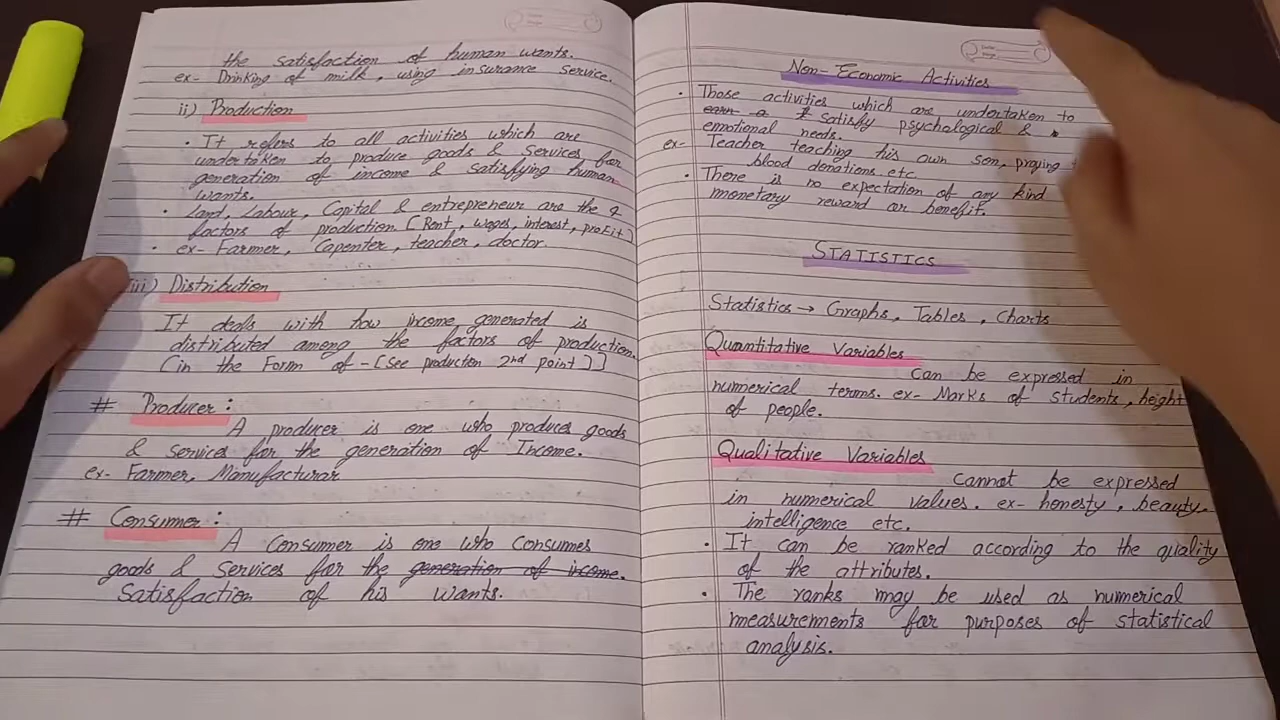 the satisfaction of human wants.
ex- Drinking of milk, using insurance service.
ii) Production
• It refers to all activities which are
undertaken to produce goods & services for
generation of income & satisfying human
wants.
• Land, Labour, Capital & entrepreneur are the 4
factors of production. [Rent, wages, interest, profit]
• ex- Farmer, Capenter, teacher, doctor.
iii) Distribution
It deals with how income generated is
distributed among the factors of production.
(in the Form of - [See production 2nd point])
# Producer:
A producer is one who produces goods
& services for the generation of Income.
ex- Farmer, Manufacturar
# Consumer:
A Consumer is one who Consumes
goods & Services for the generation of income.
Satisfaction of his wants.
Non-Economic Activities
• Those activities which are undertaken to
earn a satisfy psychological &
emotional needs.
ex- Teacher teaching his own son, praying
blood donations etc.
• There is no expectation of any kind
monetary reward or benefit.
STATISTICS
Statistics → Graphs, Tables, Charts
Quantitative Variables
Can be expressed in
numerical terms. ex- Marks of students, height
of people.
Qualitative Variables
Cannot be expressed
in numerical values. ex- honesty, beauty,
intelligence etc.
• It can be ranked according to the quality
of the attributes.
• The ranks may be used as numerical
measurements for purposes of statistical
analysis.